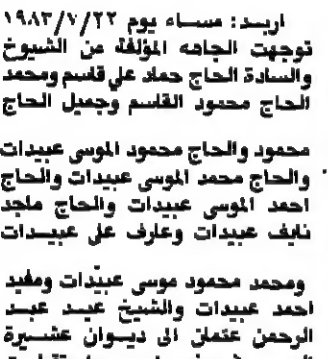 اربد : مساء يوم ١٩٨٣/٧/٢٢
توجهت الجاهه المؤلفة من الشيوخ
والسادة الحاج حماد علي قاسم ومحمد
الحاج محمود القاسم وجميل الحاج
محمود والحاج محمود الموسى عبيدات
والحاج محمد الموسى عبيدات والحاج
احمد الموسى عبيدات والحاج ماجد
نايف عبيدات وعارف علي عبيدات
ومحمد محمود موسى عبيدات ومفيد
احمد عبيدات والشيخ عبد عبد
الرحمن عثمان الى ديوان عشيرة